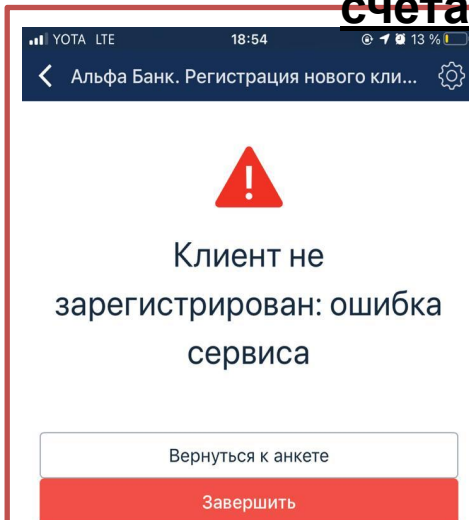 счета
YOTA LTE 18:54 13 %
Альфа Банк. Регистрация нового кли...
Клиент не
зарегистрирован: ошибка
сервиса
Вернуться к анкете
Завершить